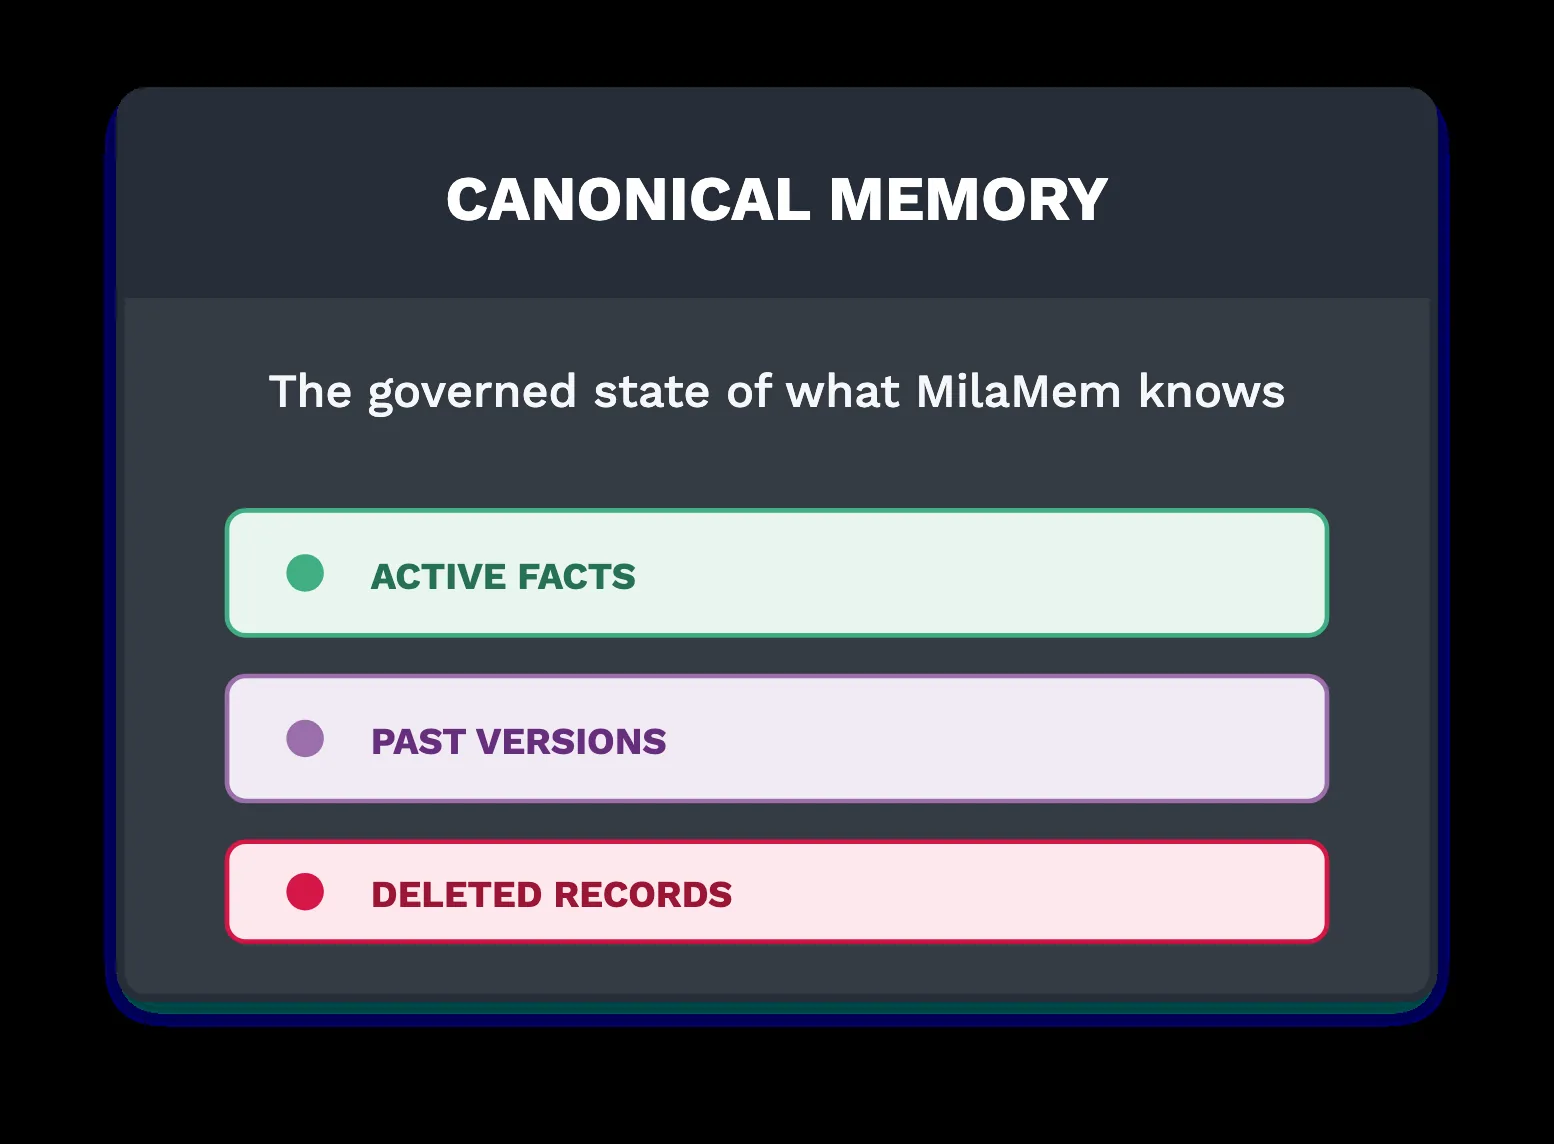 CANONICAL MEMORY
The governed state of what MilaMem knows
ACTIVE FACTS
PAST VERSIONS
DELETED RECORDS